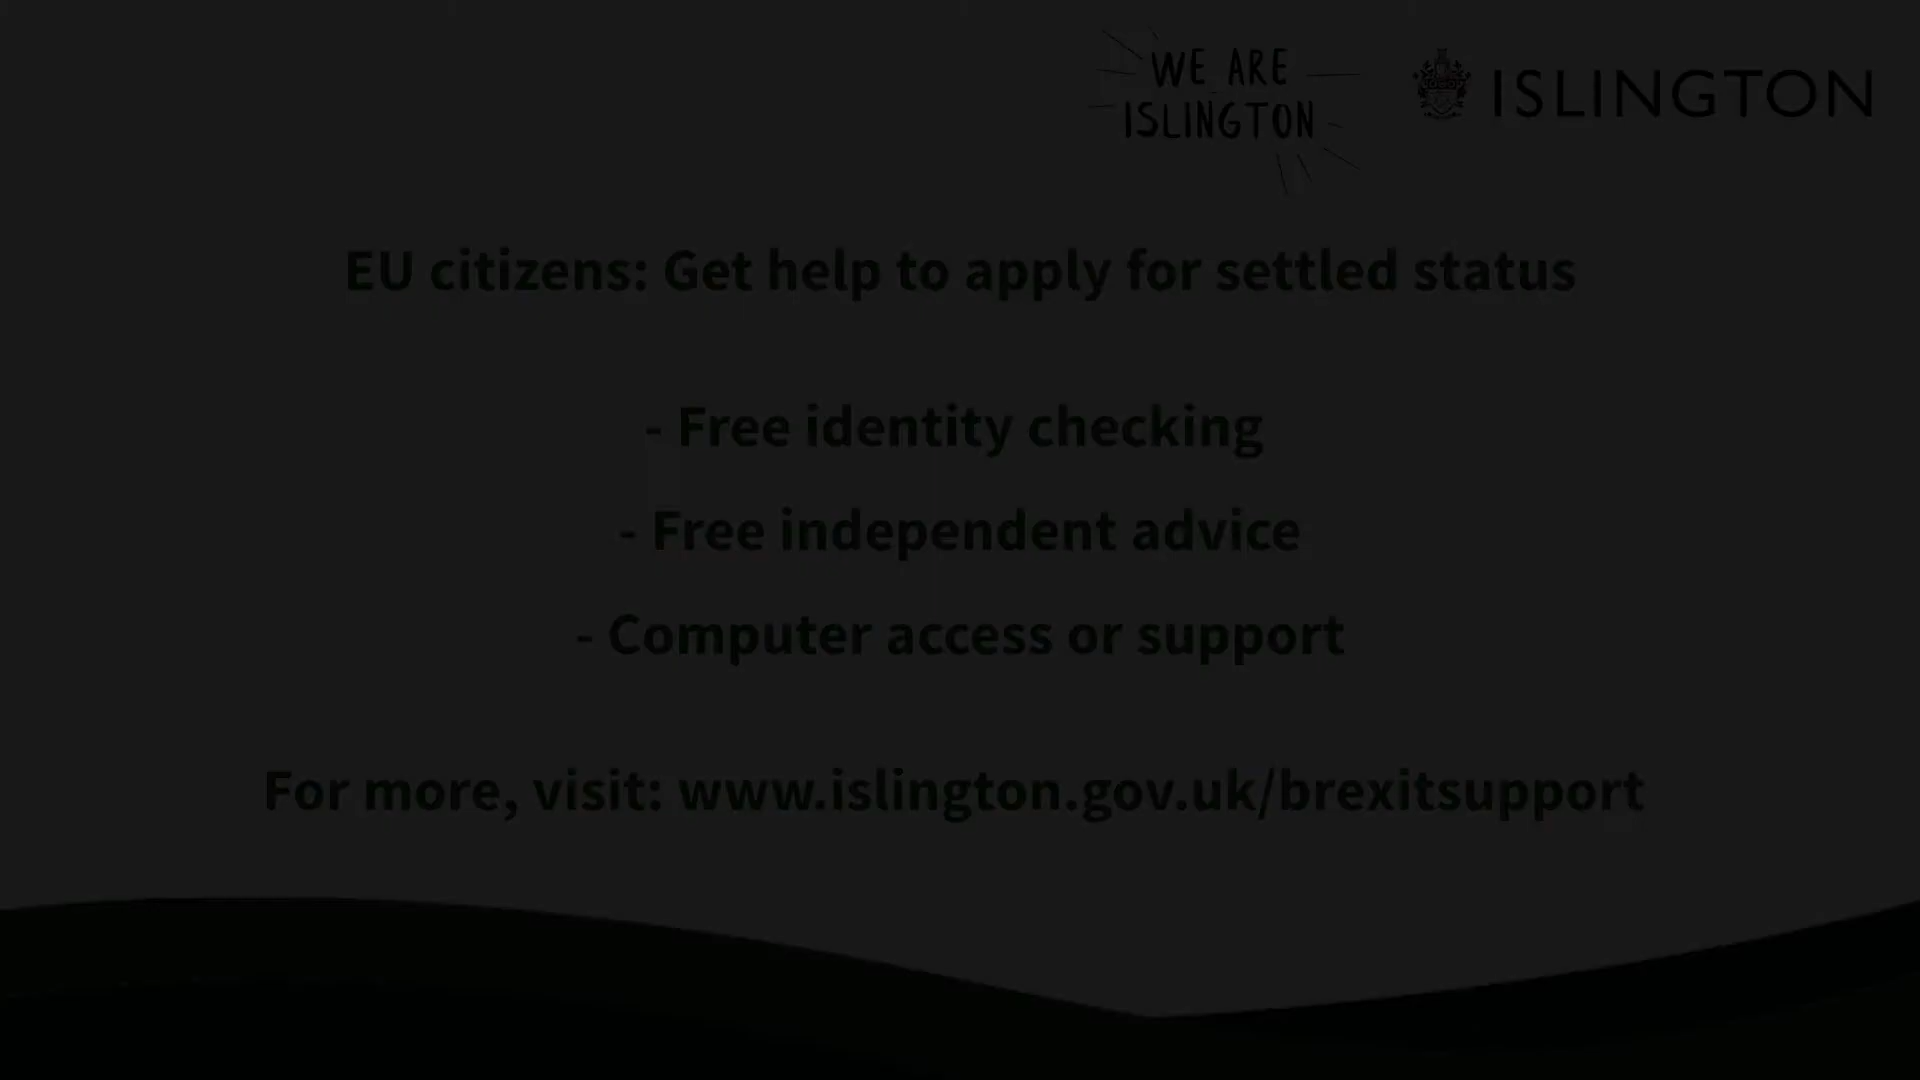 WE ARE
ISLINGTON
ISLINGTON
EU citizens: Get help to apply for settled status
- Free identity checking
- Free independent advice
- Computer access or support
For more, visit: www.islington.gov.uk/brexitsupport